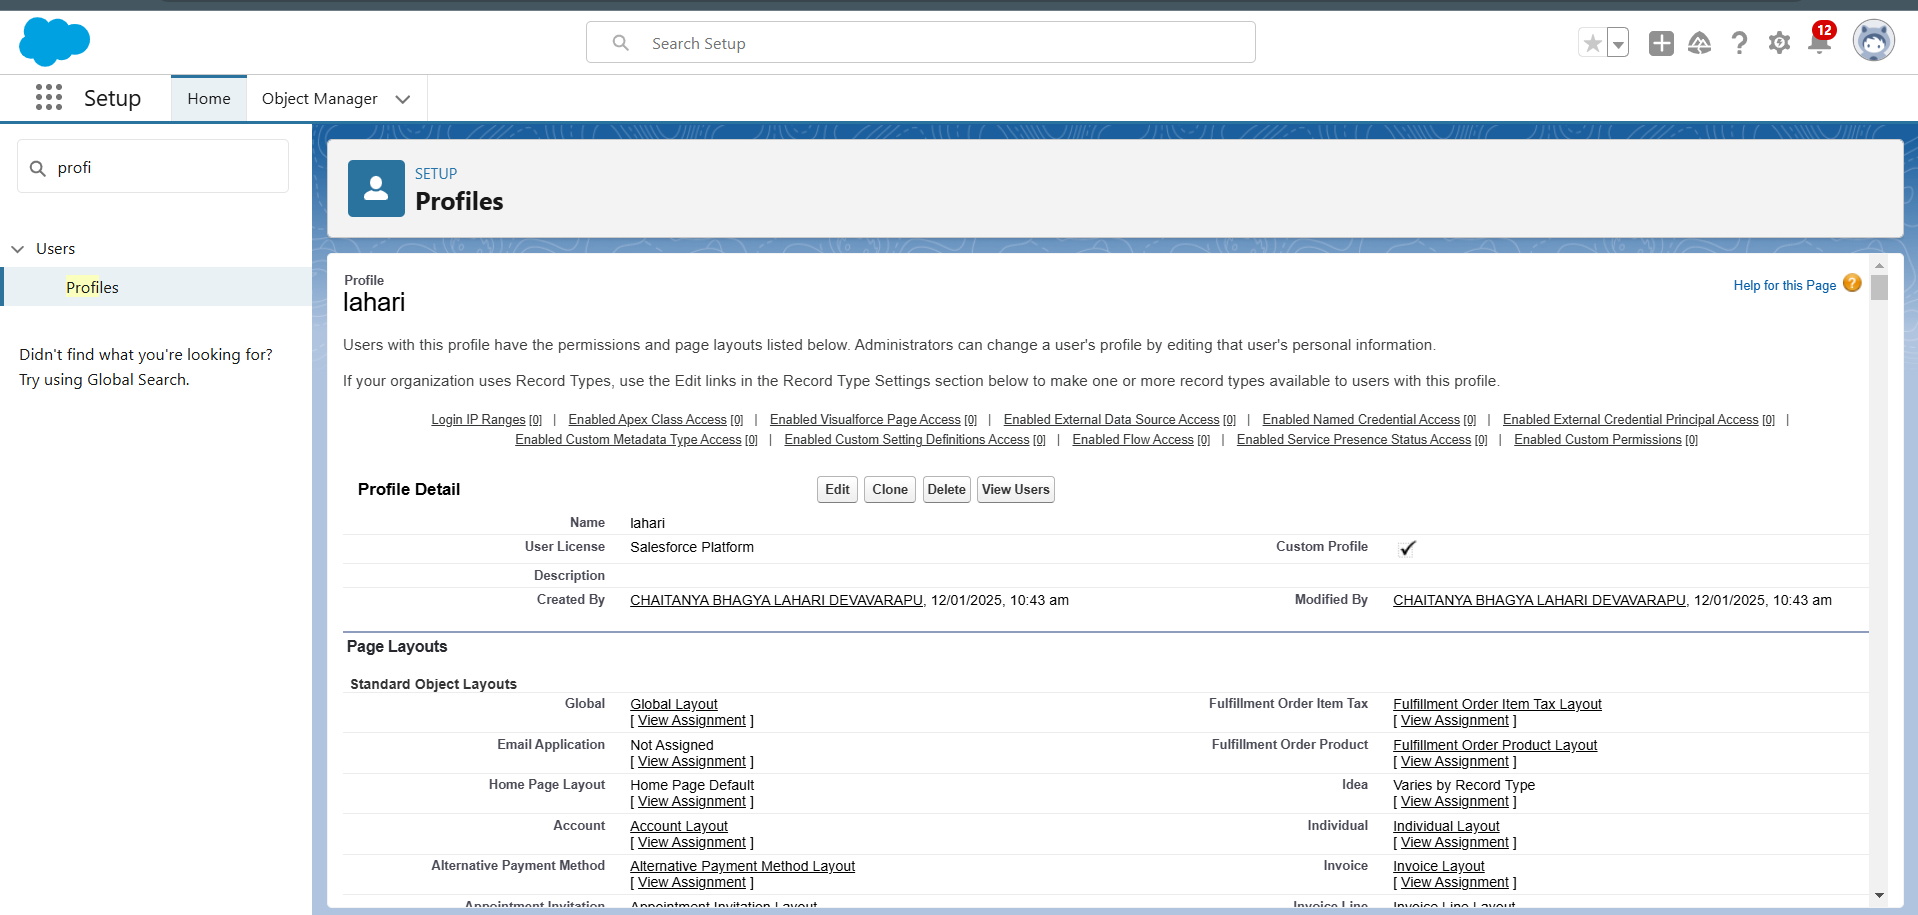 Search Setup
12
Setup
Home
Object Manager
profi
Users
Profiles
Didn't find what you're looking for?
Try using Global Search.
SETUP
Profiles
Profile
lahari
Help for this Page
?
Users with this profile have the permissions and page layouts listed below. Administrators can change a user's profile by editing that user's personal information.
If your organization uses Record Types, use the Edit links in the Record Type Settings section below to make one or more record types available to users with this profile.
Login IP Ranges [0] | Enabled Apex Class Access [0] | Enabled Visualforce Page Access [0] | Enabled External Data Source Access [0] | Enabled Named Credential Access [0] | Enabled External Credential Principal Access [0] |
Enabled Custom Metadata Type Access [0] | Enabled Custom Setting Definitions Access [0] | Enabled Flow Access [0] | Enabled Service Presence Status Access [0] | Enabled Custom Permissions [0]
Profile Detail Edit Clone Delete View Users
Name lahari
User License Salesforce Platform Custom Profile
Description
Created By CHAITANYA BHAGYA LAHARI DEVAVARAPU, 12/01/2025, 10:43 am Modified By CHAITANYA BHAGYA LAHARI DEVAVARAPU, 12/01/2025, 10:43 am
Page Layouts
Standard Object Layouts
Global Global Layout Fulfillment Order Item Tax Fulfillment Order Item Tax Layout
[ View Assignment ] [ View Assignment ]
Email Application Not Assigned Fulfillment Order Product Fulfillment Order Product Layout
[ View Assignment ] [ View Assignment ]
Home Page Layout Home Page Default Idea Varies by Record Type
[ View Assignment ] [ View Assignment ]
Account Account Layout Individual Individual Layout
[ View Assignment ] [ View Assignment ]
Alternative Payment Method Alternative Payment Method Layout Invoice Invoice Layout
[ View Assignment ] [ View Assignment ]
Appointment Invitation Appointment Invitation Layout Invoice Line Invoice Line Layout